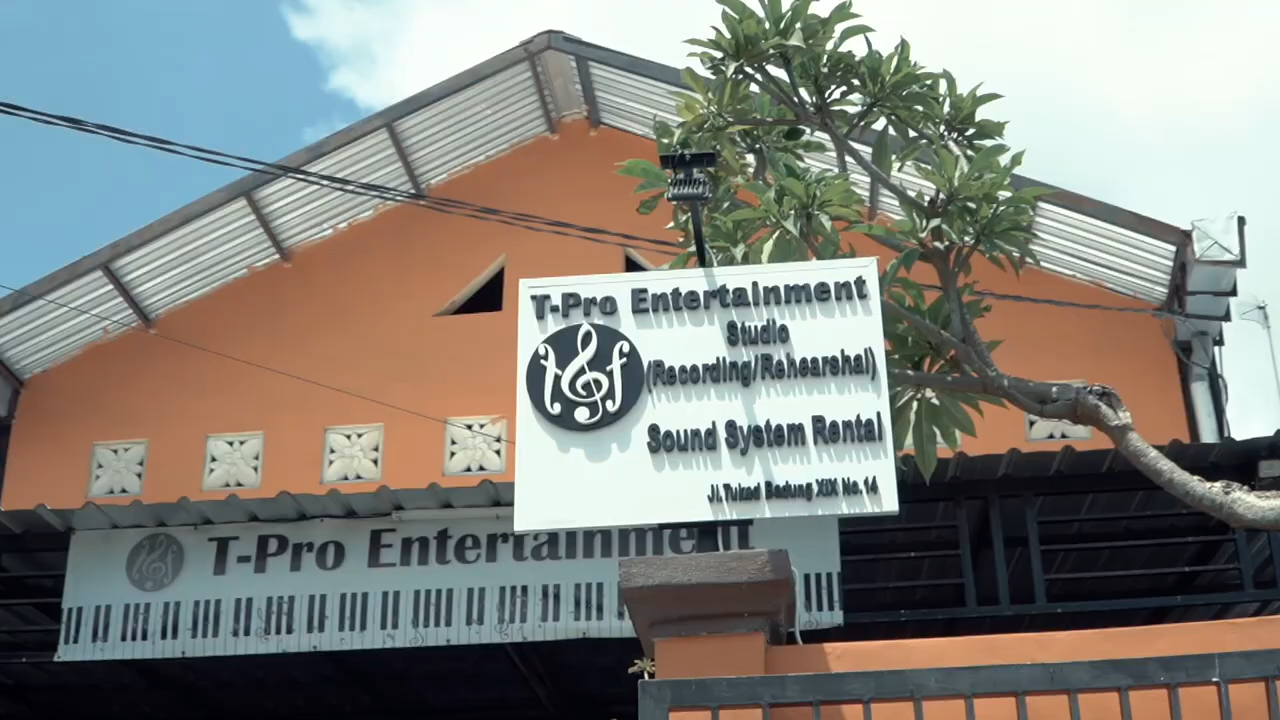 T-Pro Entertainment
Studio
(Recording/Rehearshal)
Sound System Rental
Jl. Tukad Badung XIX No. 14
T-Pro Entertainment